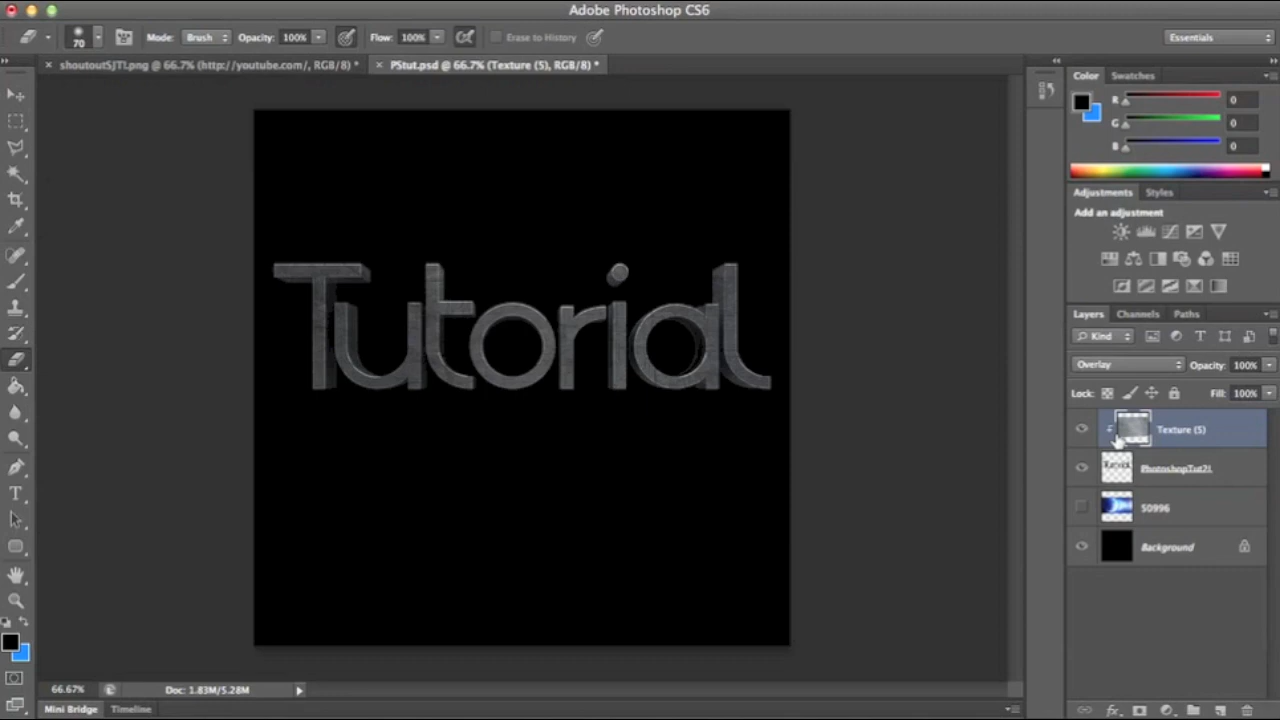 Adobe Photoshop CS6
70
Mode: Brush Opacity: 100% Flow: 100% Erase to History Essentials
shoutoutSJT!.png @ 66.7% (http://youtube.com/, RGB/8) * PStut.psd @ 66.7% (Texture (5), RGB/8) *
Color Swatches
R 0
G 0
B 0
Adjustments Styles
Add an adjustment
Layers Channels Paths
Kind
Overlay Opacity: 100%
Lock: Fill: 100%
Texture (5)
PhotoshopTut21
50996
Background
Tutorial
66.67% Doc: 1.83M/5.28M
Mini Bridge Timeline